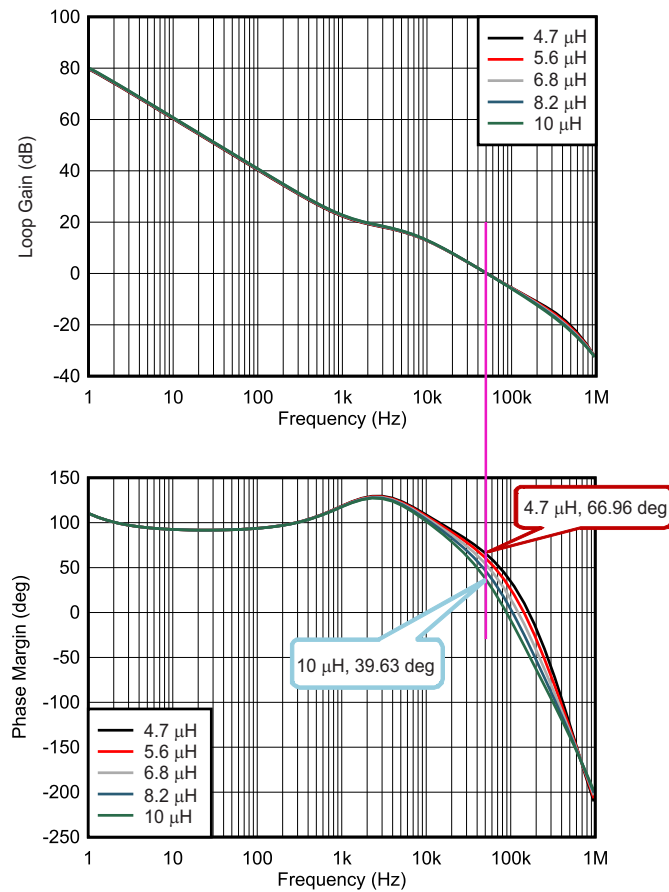 100
80
60
40
20
0
-20
-40
Loop Gain (dB)
4.7 μH
5.6 μH
6.8 μH
8.2 μH
10 μH
1 10 100 1k 10k 100k 1M
Frequency (Hz)
150
100
50
0
-50
-100
-150
-200
-250
Phase Margin (deg)
4.7 μH, 66.96 deg
10 μH, 39.63 deg
4.7 μH
5.6 μH
6.8 μH
8.2 μH
10 μH
1 10 100 1k 10k 100k 1M
Frequency (Hz)